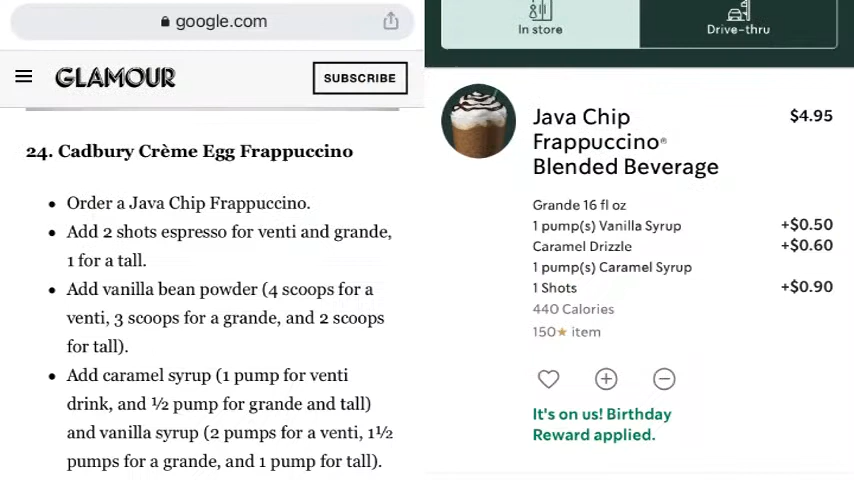 google.com
GLAMOUR
SUBSCRIBE
24. Cadbury Crème Egg Frappuccino
• Order a Java Chip Frappuccino.
• Add 2 shots espresso for venti and grande,
1 for a tall.
• Add vanilla bean powder (4 scoops for a
venti, 3 scoops for a grande, and 2 scoops
for tall).
• Add caramel syrup (1 pump for venti
drink, and ½ pump for grande and tall)
and vanilla syrup (2 pumps for a venti, 1½
pumps for a grande, and 1 pump for tall).
In store
Drive-thru
Java Chip $4.95
Frappuccino®
Blended Beverage
Grande 16 fl oz
1 pump(s) Vanilla Syrup +$0.50
Caramel Drizzle +$0.60
1 pump(s) Caramel Syrup
1 Shots +$0.90
440 Calories
150★ item
It's on us! Birthday
Reward applied.